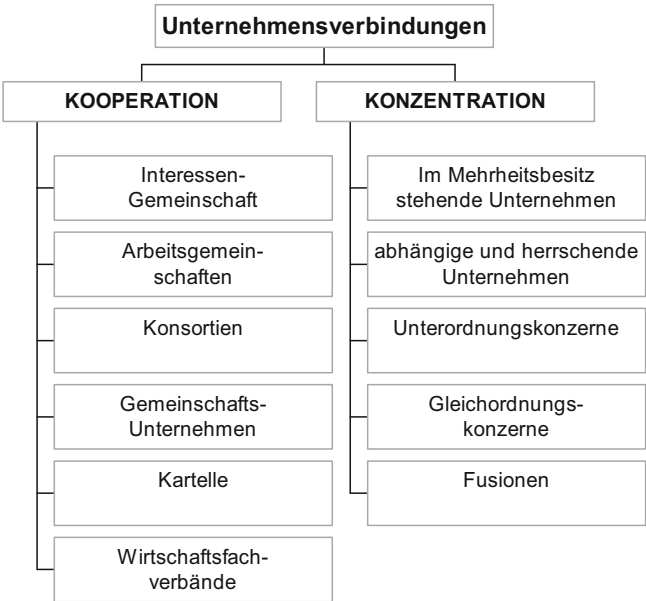 Unternehmensverbindungen
KOOPERATION
Interessen-
Gemeinschaft
Arbeitsgemein-
schaften
Konsortien
Gemeinschafts-
Unternehmen
Kartelle
Wirtschaftsfach-
verbände
KONZENTRATION
Im Mehrheitsbesitz
stehende Unternehmen
abhängige und herrschende
Unternehmen
Unterordnungskonzerne
Gleichordnungs-
konzerne
Fusionen